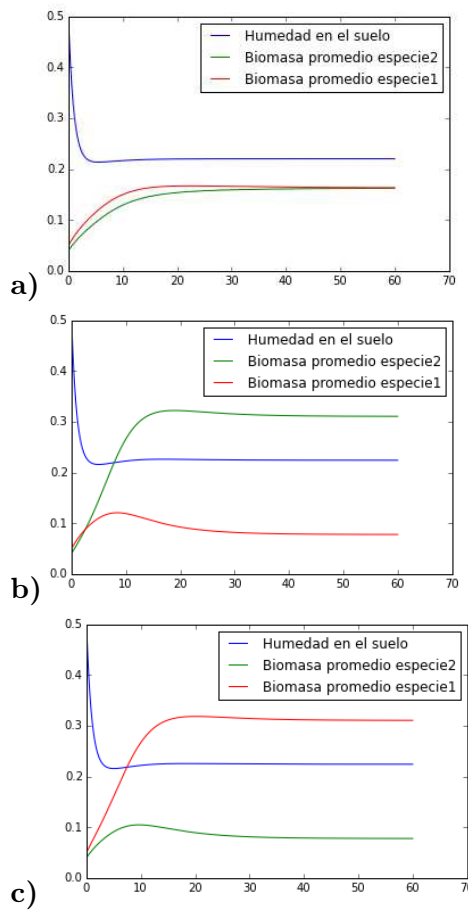 0.5
Humedad en el suelo
Biomasa promedio especie2
Biomasa promedio especie1
0.4
0.3
0.2
0.1
0.0
0 10 20 30 40 50 60 70
a)
0.5
Humedad en el suelo
Biomasa promedio especie2
Biomasa promedio especie1
0.4
0.3
0.2
0.1
0.0
0 10 20 30 40 50 60 70
b)
0.5
Humedad en el suelo
Biomasa promedio especie2
Biomasa promedio especie1
0.4
0.3
0.2
0.1
0.0
0 10 20 30 40 50 60 70
c)